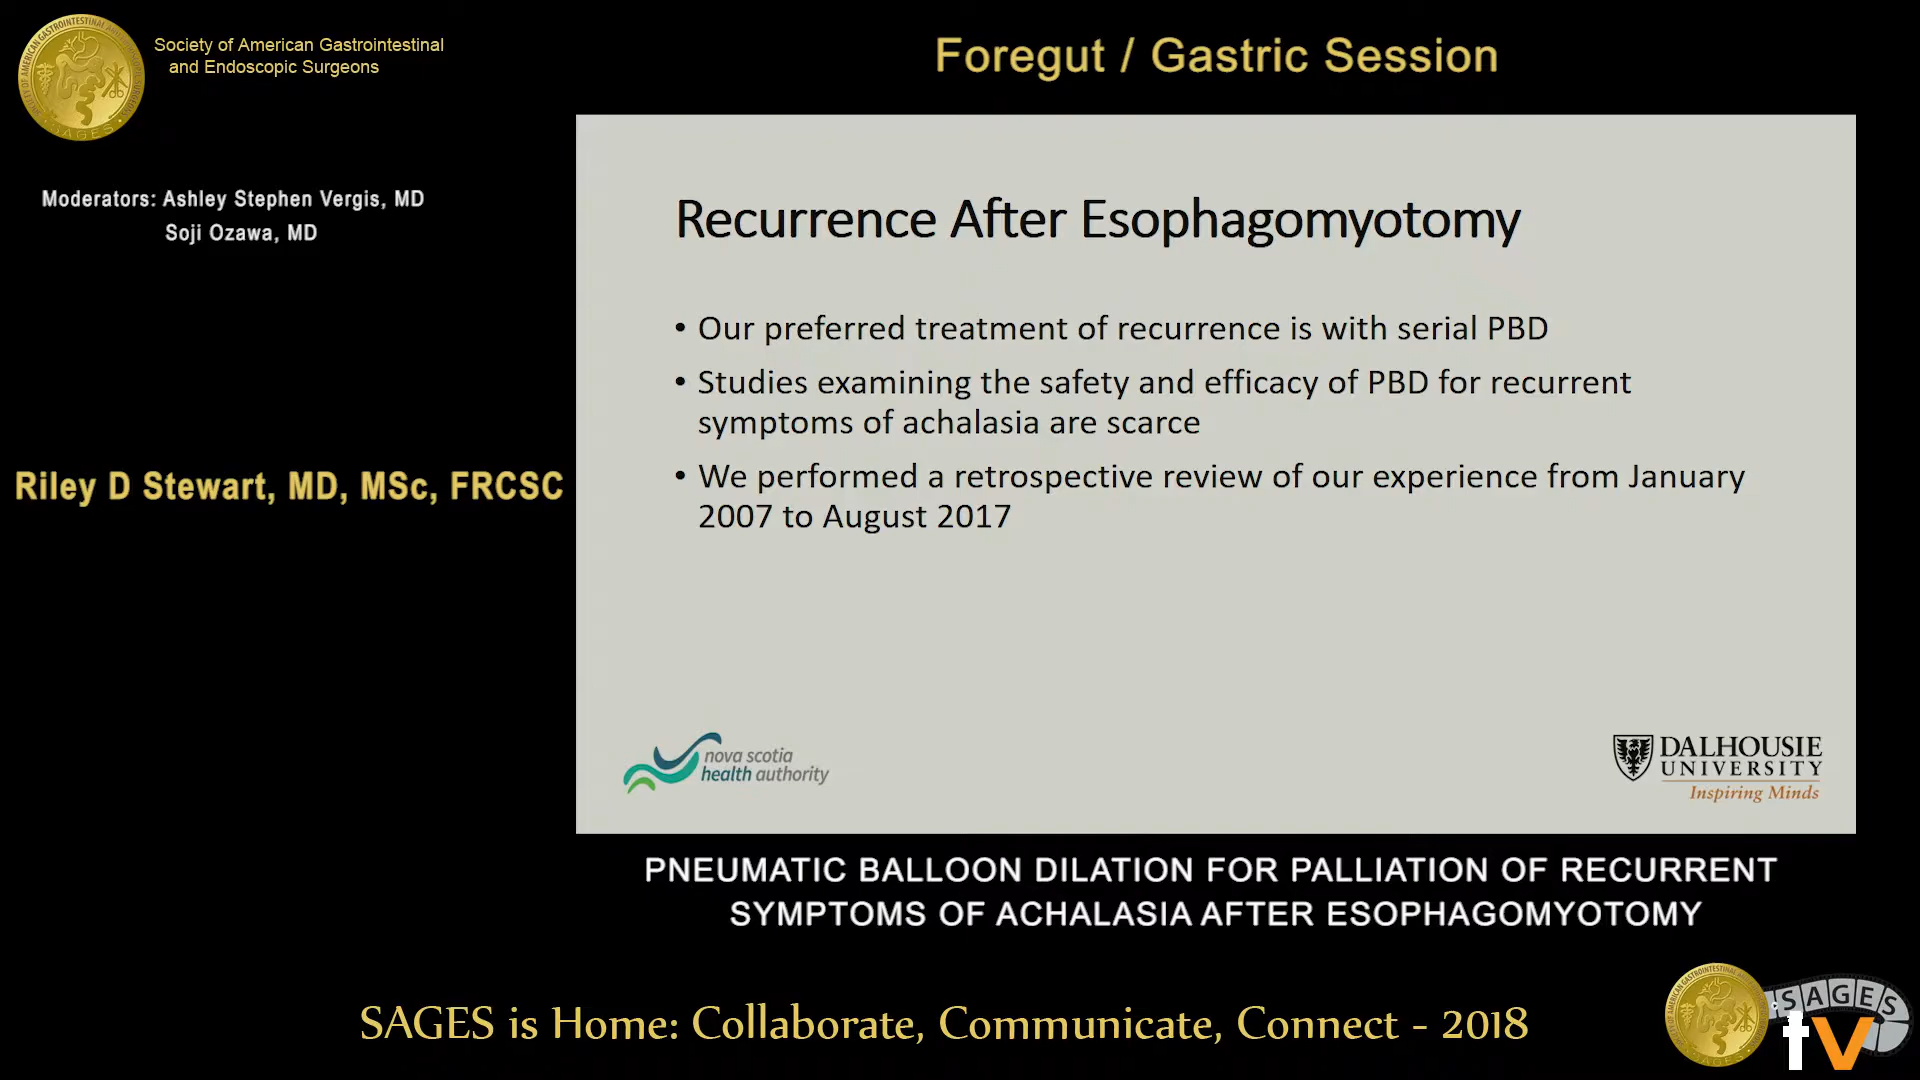 Society of American Gastrointestinal
and Endoscopic Surgeons
Foregut / Gastric Session
Moderators: Ashley Stephen Vergis, MD
Soji Ozawa, MD
Riley D Stewart, MD, MSc, FRCSC
Recurrence After Esophagomyotomy
• Our preferred treatment of recurrence is with serial PBD
• Studies examining the safety and efficacy of PBD for recurrent
symptoms of achalasia are scarce
• We performed a retrospective review of our experience from January
2007 to August 2017
nova scotia
health authority
DALHOUSIE
UNIVERSITY
Inspiring Minds
PNEUMATIC BALLOON DILATION FOR PALLIATION OF RECURRENT
SYMPTOMS OF ACHALASIA AFTER ESOPHAGOMYOTOMY
SAGES is Home: Collaborate, Communicate, Connect - 2018
SAGES
tv